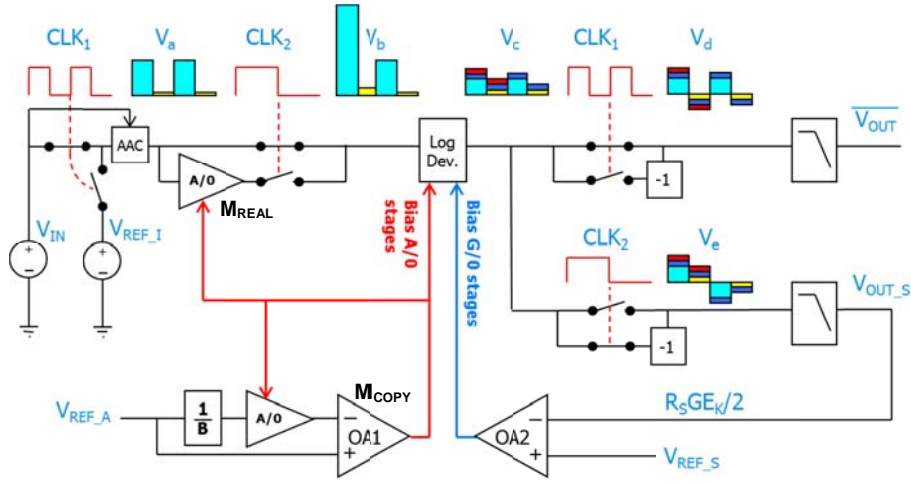 CLK1
Va
CLK2
Vb
Vc
CLK1
Vd
AAC
A/0
MREAL
Log
Dev.
-1
VOUT
VIN
VREF_I
Bias A/0
stages
Bias G/0 stages
CLK2
Ve
-1
VOUT_S
VREF_A
1
B
A/0
MCOPY
OA1
OA2
RSGEK/2
VREF_S